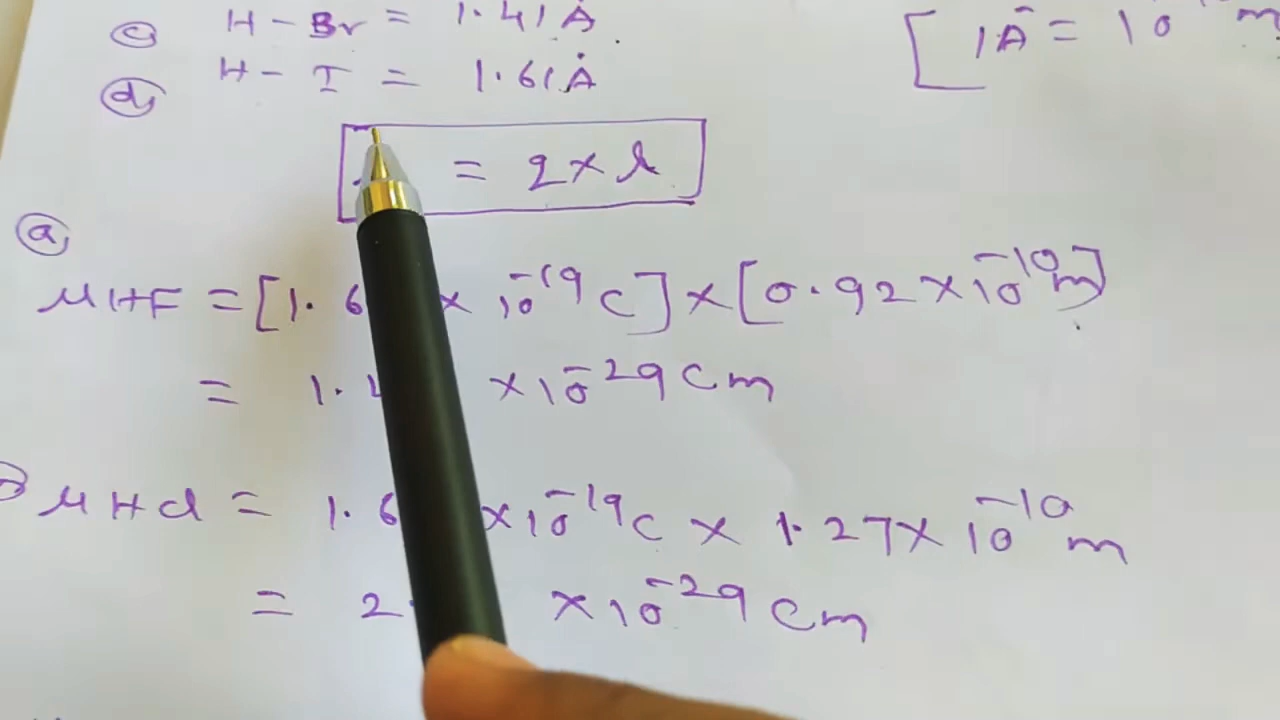 (c) H - Br = 1.41Å
[1Å = 10 m
(d) H - I = 1.61Å
= q × r
(a)
μHF = [1.6 × 10⁻¹⁹ C] × [0.92 × 10⁻¹⁰ m]
= 1. × 10⁻²⁹ Cm
μHCl = 1.6 × 10⁻¹⁹ C × 1.27 × 10⁻¹⁰ m
= 2. × 10⁻²⁹ Cm